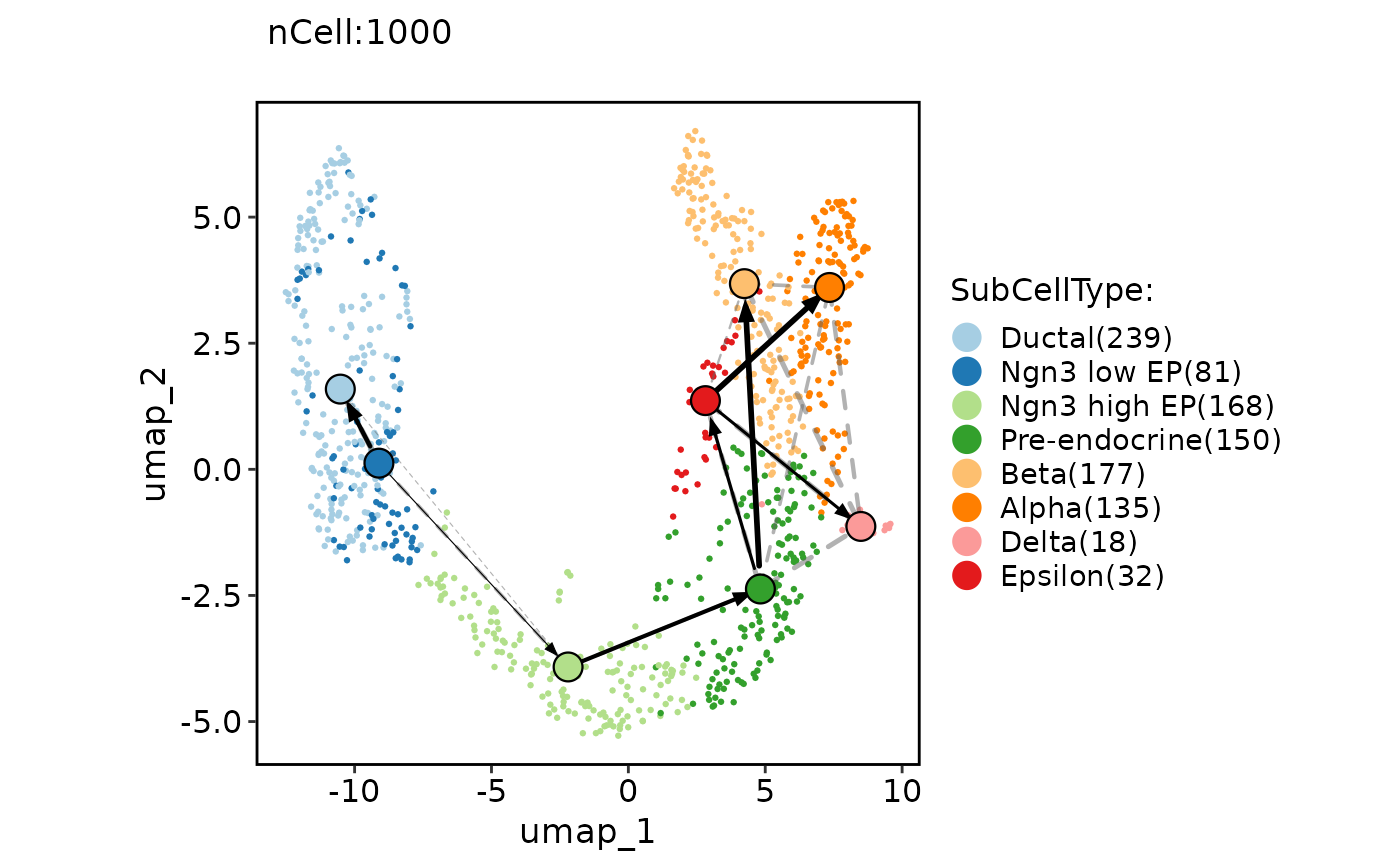 nCell:1000
umap_2
5.0
2.5
0.0
-2.5
-5.0
-10
-5
0
5
10
umap_1
SubCellType:
Ductal(239)
Ngn3 low EP(81)
Ngn3 high EP(168)
Pre-endocrine(150)
Beta(177)
Alpha(135)
Delta(18)
Epsilon(32)